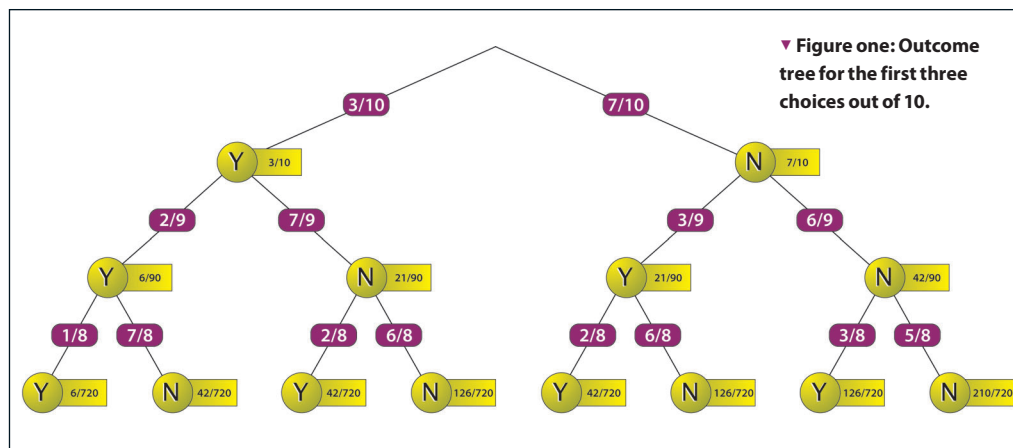 ▼ Figure one: Outcome
tree for the first three
choices out of 10.
3/10 7/10
Y 3/10 N 7/10
2/9 7/9 3/9 6/9
Y 6/90 N 21/90 Y 21/90 N 42/90
1/8 7/8 2/8 6/8 2/8 6/8 3/8 5/8
Y 6/720 N 42/720 Y 42/720 N 126/720 Y 42/720 N 126/720 Y 126/720 N 210/720